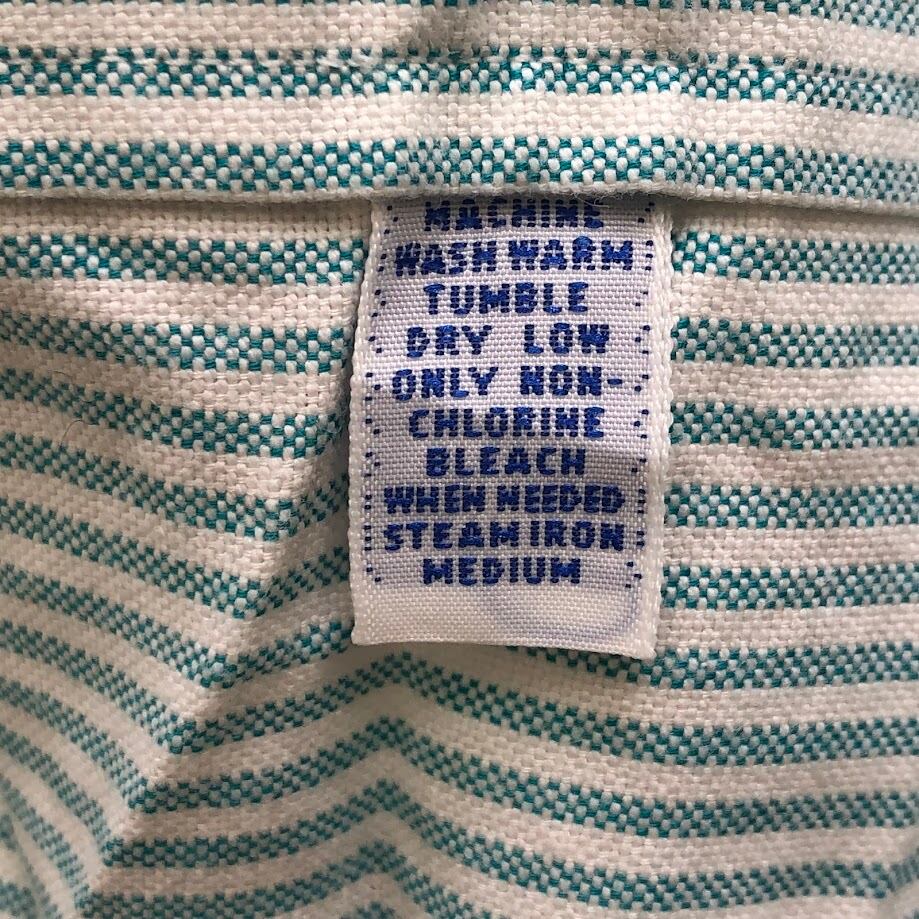 MACHINE
WASH WARM
TUMBLE
DRY LOW
ONLY NON-
CHLORINE
BLEACH
WHEN NEEDED
STEAM IRON
MEDIUM